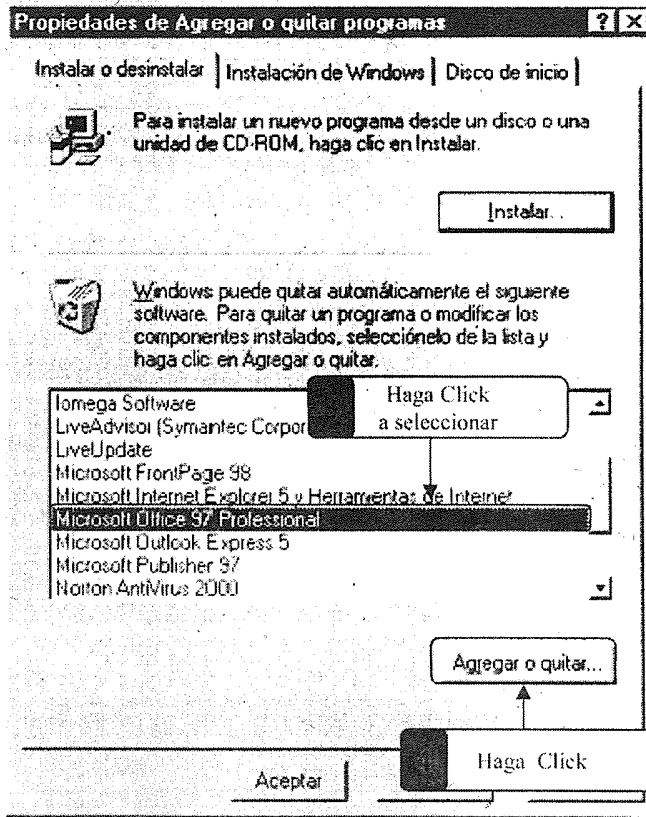 Propiedades de Agregar o quitar programas
Instalar o desinstalar
Instalación de Windows
Disco de inicio
Para instalar un nuevo programa desde un disco o una
unidad de CD-ROM, haga clic en Instalar.
Instalar...
Windows puede quitar automáticamente el siguiente
software. Para quitar un programa o modificar los
componentes instalados, selecciónelo de la lista y
haga clic en Agregar o quitar.
Iomega Software
LiveAdvisor (Symantec Corpor
LiveUpdate
Microsoft FrontPage 98
Microsoft Internet Explorer 5 y Herramientas de Internet
Microsoft Office 97 Professional
Microsoft Outlook Express 5
Microsoft Publisher 97
Norton AntiVirus 2000
Haga Click
a seleccionar
Agregar o quitar...
Haga Click
Aceptar